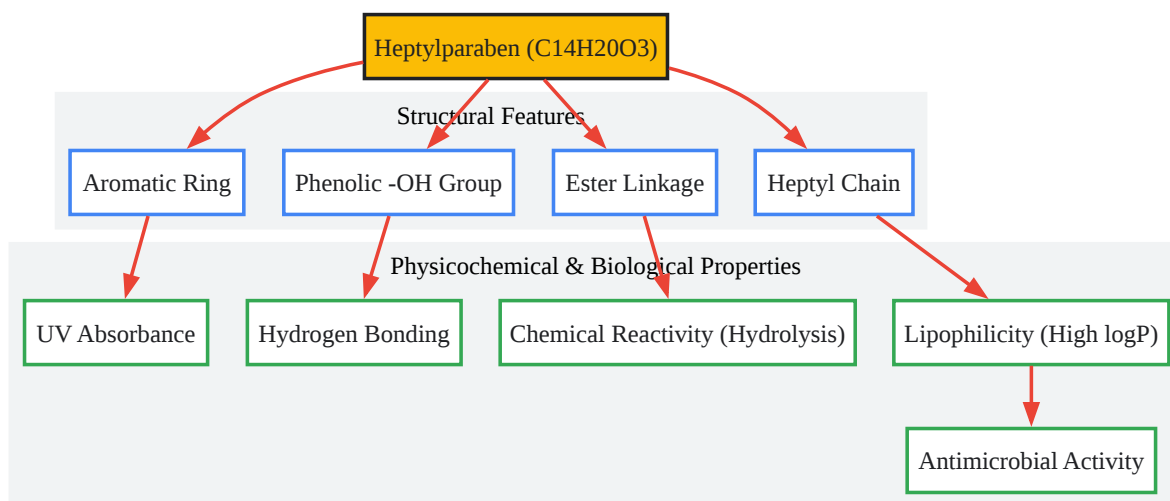 Heptylparaben (C14H20O3)
Structural Features
Aromatic Ring
Phenolic -OH Group
Ester Linkage
Heptyl Chain
Physicochemical & Biological Properties
UV Absorbance
Hydrogen Bonding
Chemical Reactivity (Hydrolysis)
Lipophilicity (High logP)
Antimicrobial Activity